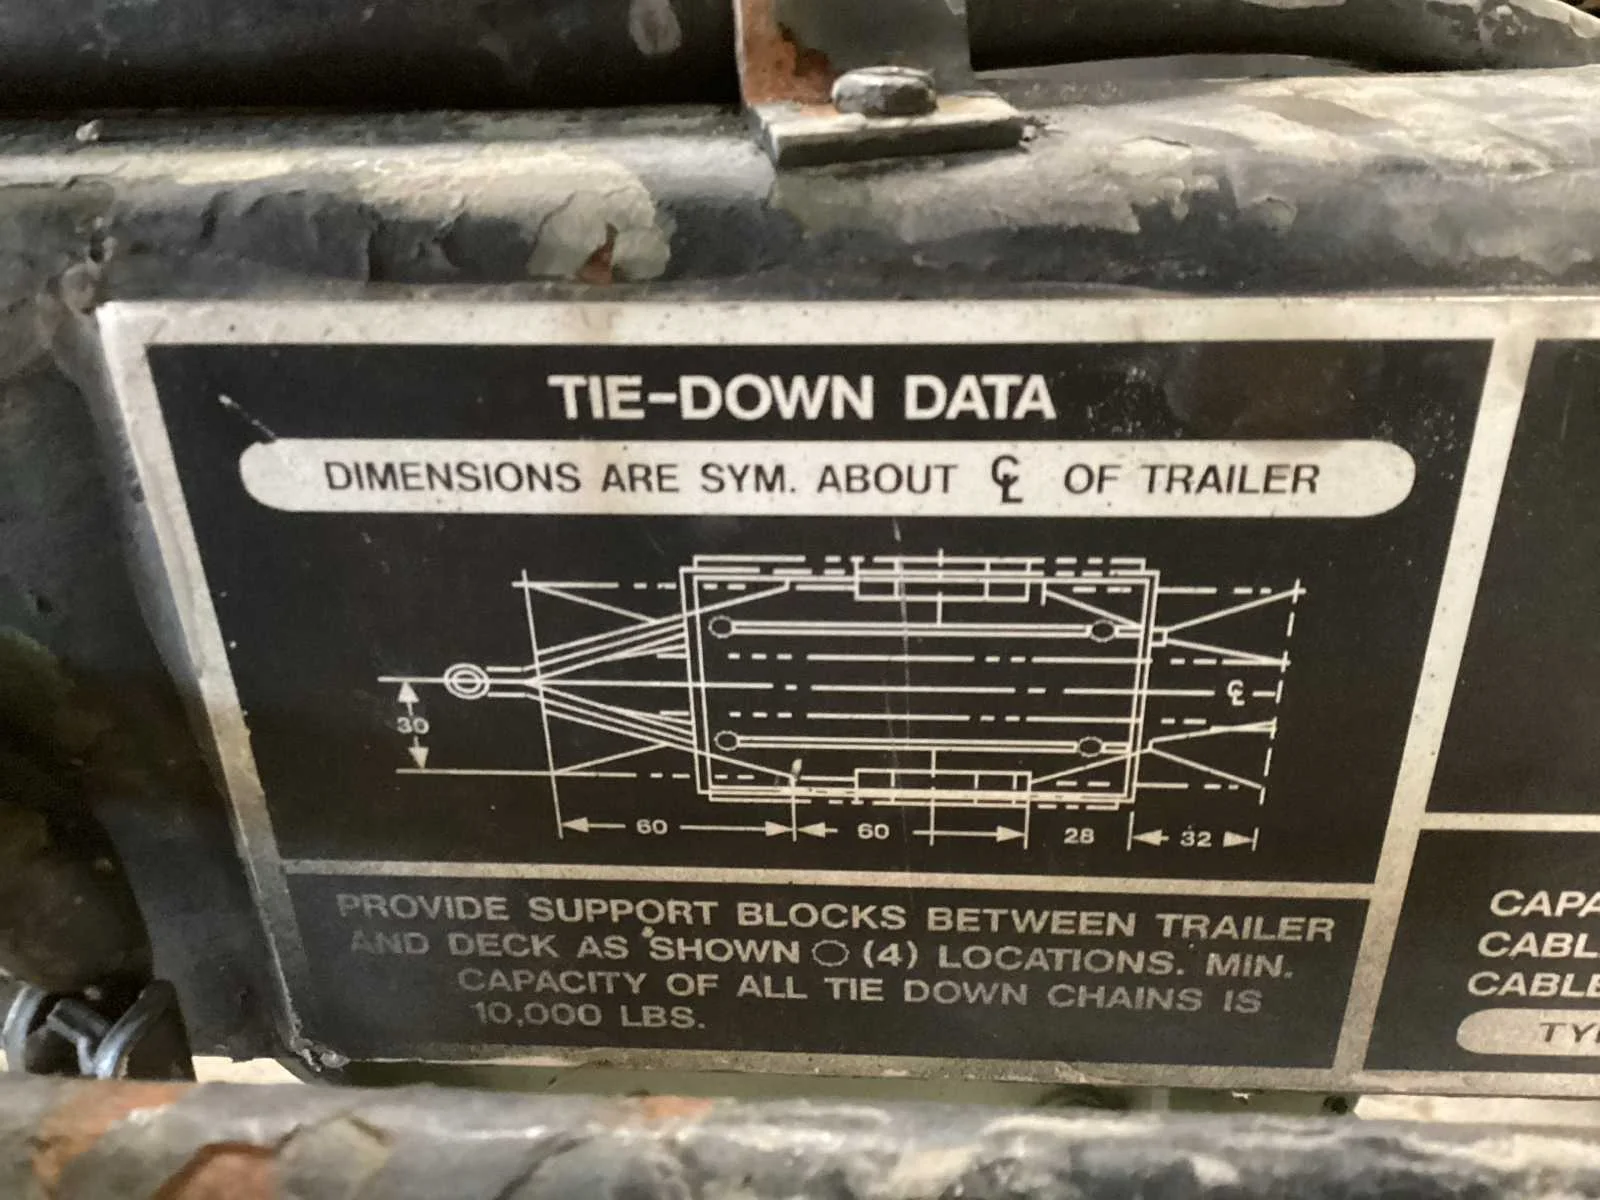 TIE-DOWN DATA
DIMENSIONS ARE SYM. ABOUT ℄ OF TRAILER
℄
30
60 60 28 32
PROVIDE SUPPORT BLOCKS BETWEEN TRAILER
AND DECK AS SHOWN ⬭ (4) LOCATIONS. MIN.
CAPACITY OF ALL TIE DOWN CHAINS IS
10,000 LBS.